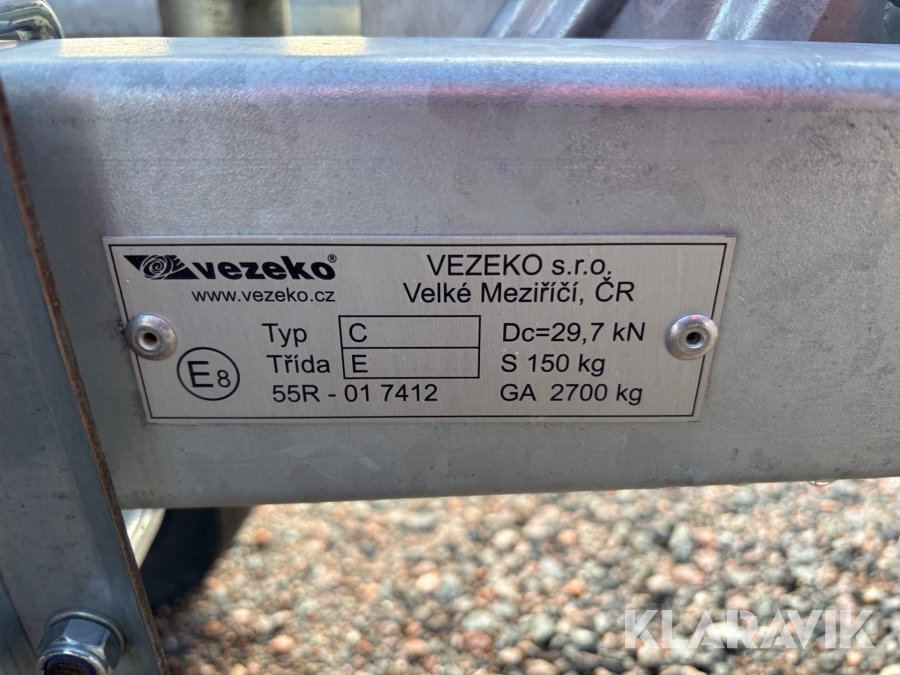 vezeko®
www.vezeko.cz
VEZEKO s.r.o.
Velké Meziříčí, ČR
Typ C
Třída E
55R - 01 7412
E8
Dc=29,7 kN
S 150 kg
GA 2700 kg
KLARAVIK